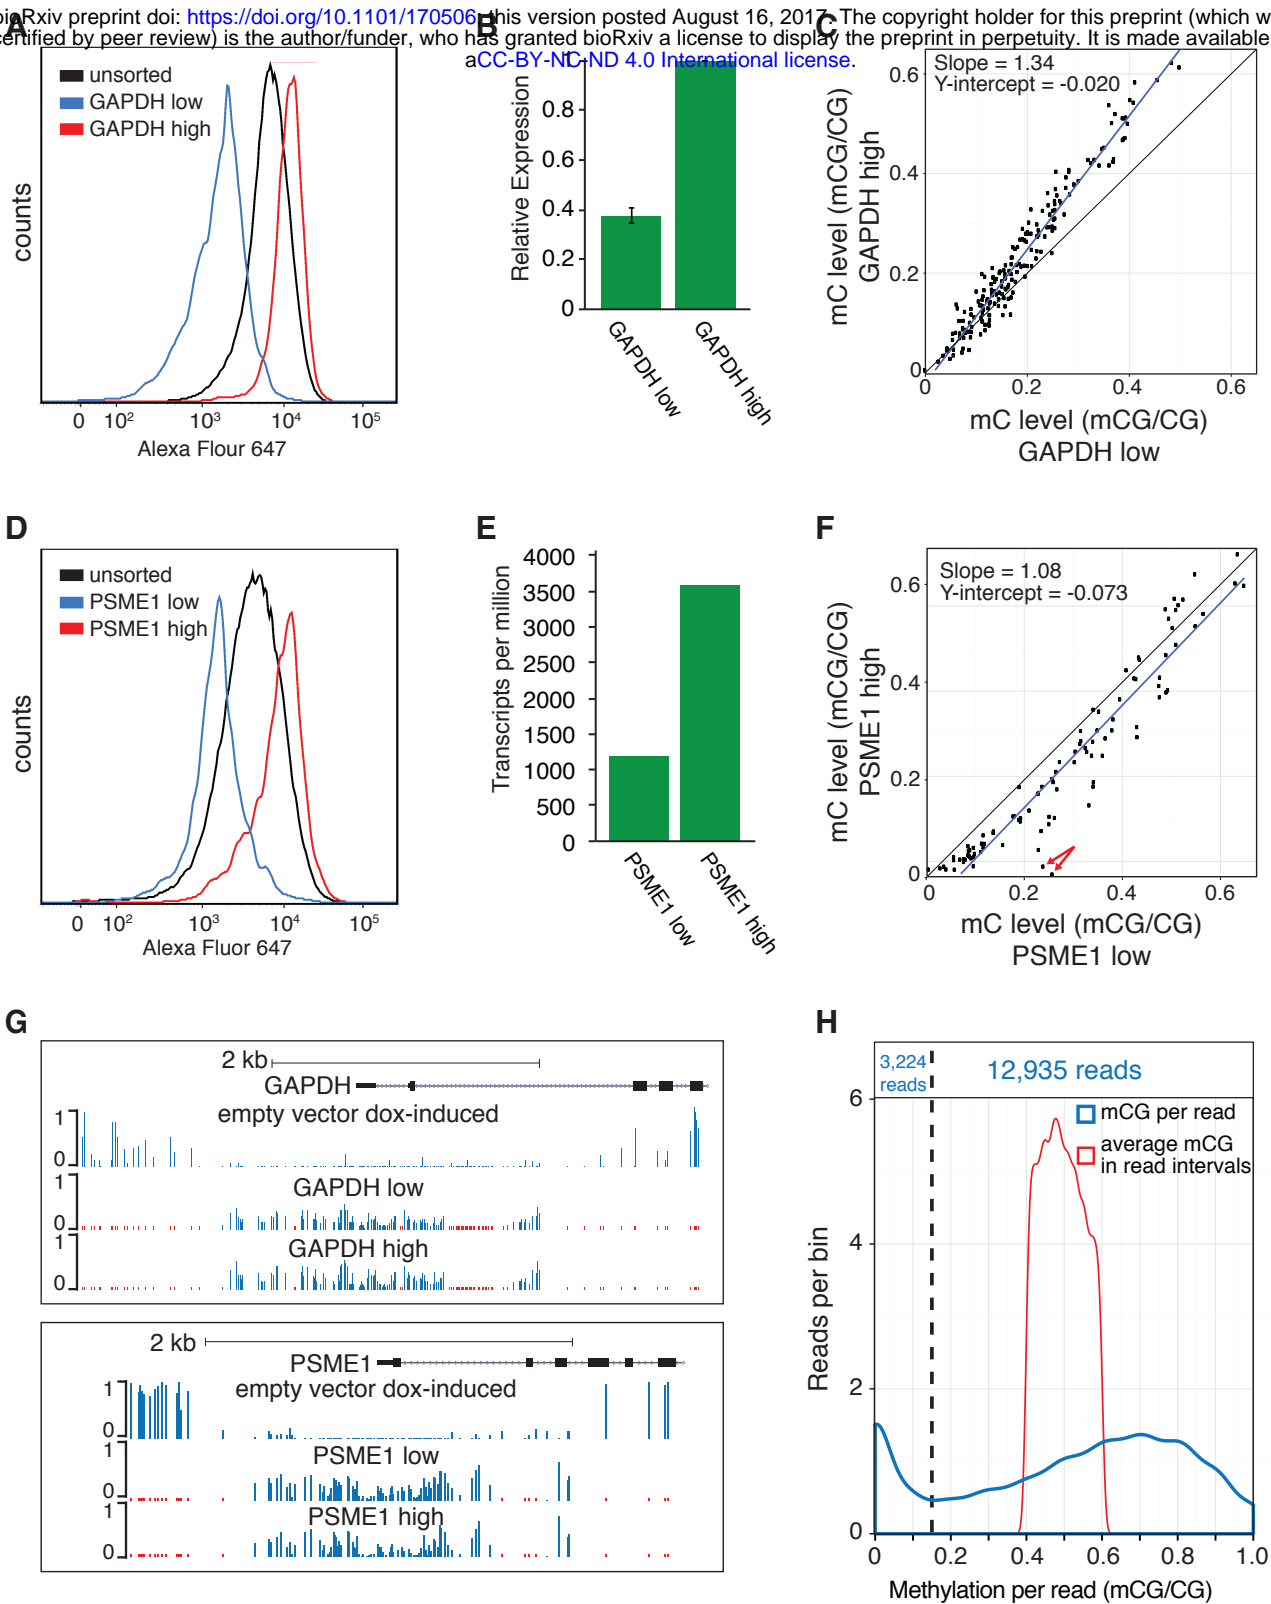 bioRxiv preprint doi: https://doi.org/10.1101/170506; this version posted August 16, 2017. The copyright holder for this preprint (which w
certified by peer review) is the author/funder, who has granted bioRxiv a license to display the preprint in perpetuity. It is made available
aCC-BY-NC-ND 4.0 International license.
A
unsorted
GAPDH low
GAPDH high
counts
0 10² 10³ 10⁴ 10⁵
Alexa Flour 647
B
Relative Expression
1
0.8
0.6
0.4
0.2
0
GAPDH low
GAPDH high
C
Slope = 1.34
Y-intercept = -0.020
mC level (mCG/CG)
GAPDH high
0.6
0.4
0.2
0
0 0.2 0.4 0.6
mC level (mCG/CG)
GAPDH low
D
unsorted
PSME1 low
PSME1 high
counts
0 10² 10³ 10⁴ 10⁵
Alexa Fluor 647
E
Transcripts per million
4000
3500
3000
2500
2000
1500
1000
500
0
PSME1 low
PSME1 high
F
Slope = 1.08
Y-intercept = -0.073
mC level (mCG/CG)
PSME1 high
0.6
0.4
0.2
0
0 0.2 0.4 0.6
mC level (mCG/CG)
PSME1 low
G
2 kb
GAPDH
empty vector dox-induced
1
0
GAPDH low
1
0
GAPDH high
1
0
2 kb
PSME1
empty vector dox-induced
1
0
PSME1 low
1
0
PSME1 high
1
0
H
3,224
reads
12,935 reads
mCG per read
average mCG
in read intervals
Reads per bin
6
4
2
0
0 0.2 0.4 0.6 0.8 1.0
Methylation per read (mCG/CG)